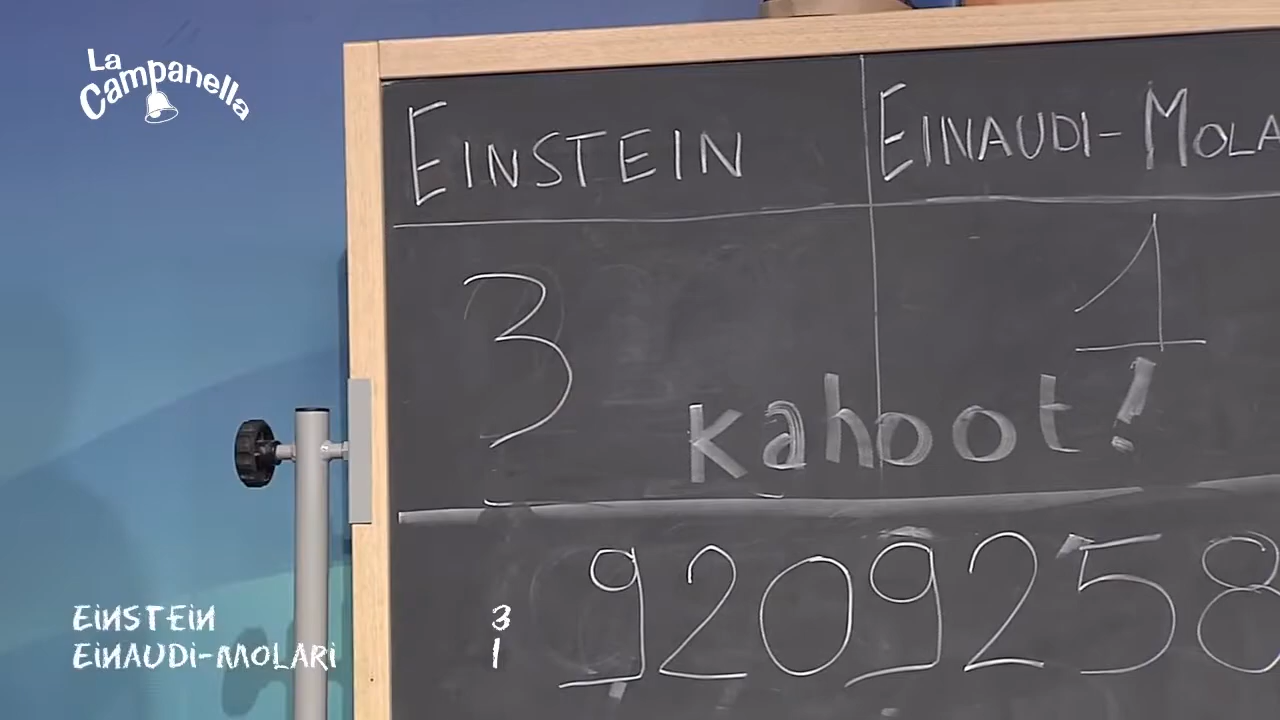 La
Campanella
EINSTEIN
EINAUDI-MOLA
3
1
kahoot!
9209258
EINSTEIN 3
EINAUDI-MOLARI 1